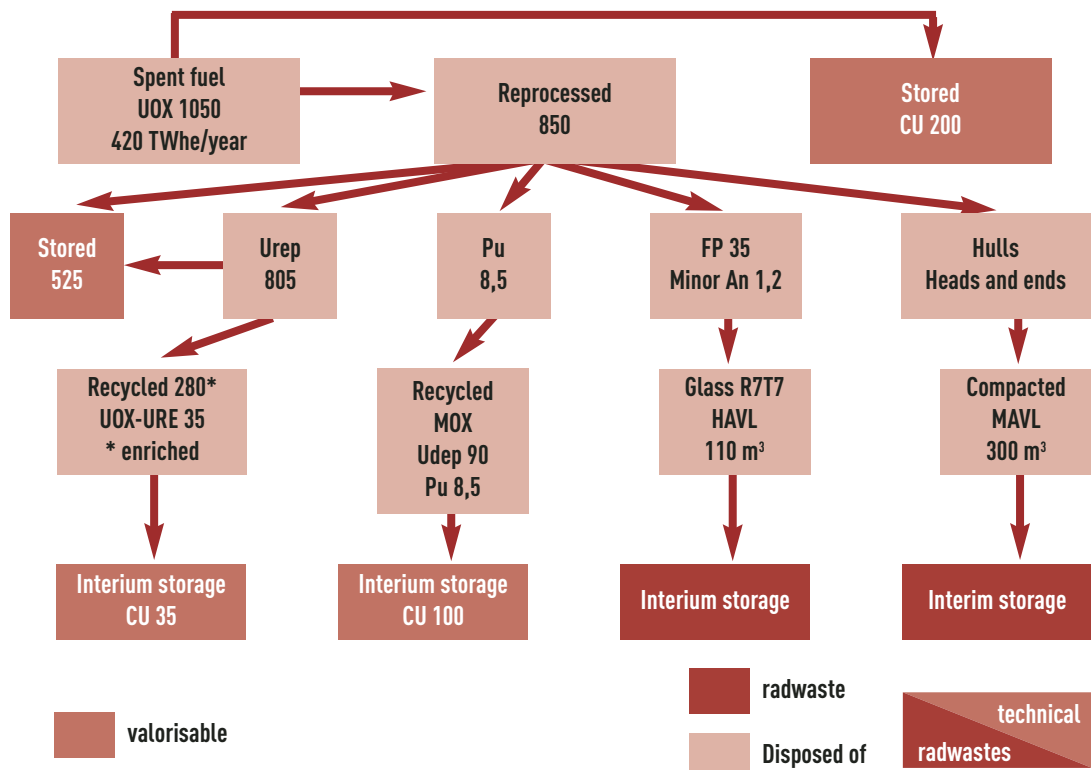 Spent fuel
UOX 1050
420 TWhe/year
Reprocessed
850
Stored
CU 200
Stored
525
Urep
805
Pu
8,5
FP 35
Minor An 1,2
Hulls
Heads and ends
Recycled 280*
UOX-URE 35
* enriched
Recycled
MOX
Udep 90
Pu 8,5
Glass R7T7
HAVL
110 m³
Compacted
MAVL
300 m³
Interium storage
CU 35
Interium storage
CU 100
Interium storage
Interim storage
valorisable
radwaste
Disposed of
technical
radwastes